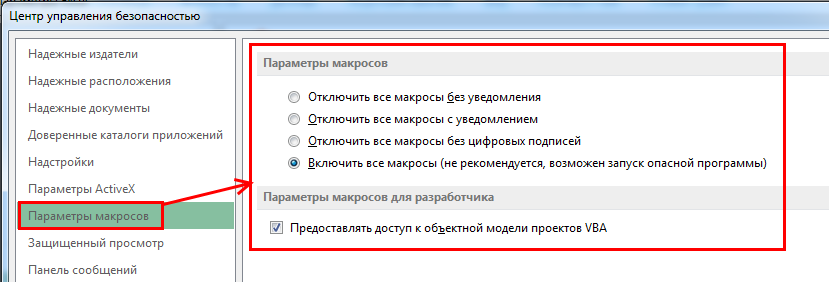 Центр управления безопасностью
Надежные издатели
Надежные расположения
Надежные документы
Доверенные каталоги приложений
Надстройки
Параметры ActiveX
Параметры макросов
Защищенный просмотр
Панель сообщений
Параметры макросов
Отключить все макросы без уведомления
Отключить все макросы с уведомлением
Отключить все макросы без цифровых подписей
Включить все макросы (не рекомендуется, возможен запуск опасной программы)
Параметры макросов для разработчика
Предоставлять доступ к объектной модели проектов VBA